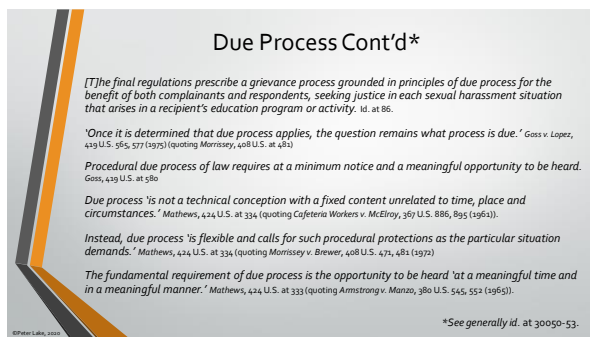 Due Process Cont'd*
[T]he final regulations prescribe a grievance process grounded in principles of due process for the
benefit of both complainants and respondents, seeking justice in each sexual harassment situation
that arises in a recipient's education program or activity. Id. at 86.
'Once it is determined that due process applies, the question remains what process is due.' Goss v. Lopez,
419 U.S. 565, 577 (1975) (quoting Morrissey, 408 U.S. at 481)
Procedural due process of law requires at a minimum notice and a meaningful opportunity to be heard.
Goss, 419 U.S. at 580
Due process 'is not a technical conception with a fixed content unrelated to time, place and
circumstances.' Mathews, 424 U.S. at 334 (quoting Cafeteria Workers v. McElroy, 367 U.S. 886, 895 (1961)).
Instead, due process 'is flexible and calls for such procedural protections as the particular situation
demands.' Mathews, 424 U.S. at 334 (quoting Morrissey v. Brewer, 408 U.S. 471, 481 (1972)
The fundamental requirement of due process is the opportunity to be heard 'at a meaningful time and
in a meaningful manner.' Mathews, 424 U.S. at 333 (quoting Armstrong v. Manzo, 380 U.S. 545, 552 (1965)).
*See generally id. at 30050-53.
©Peter Lake, 2020